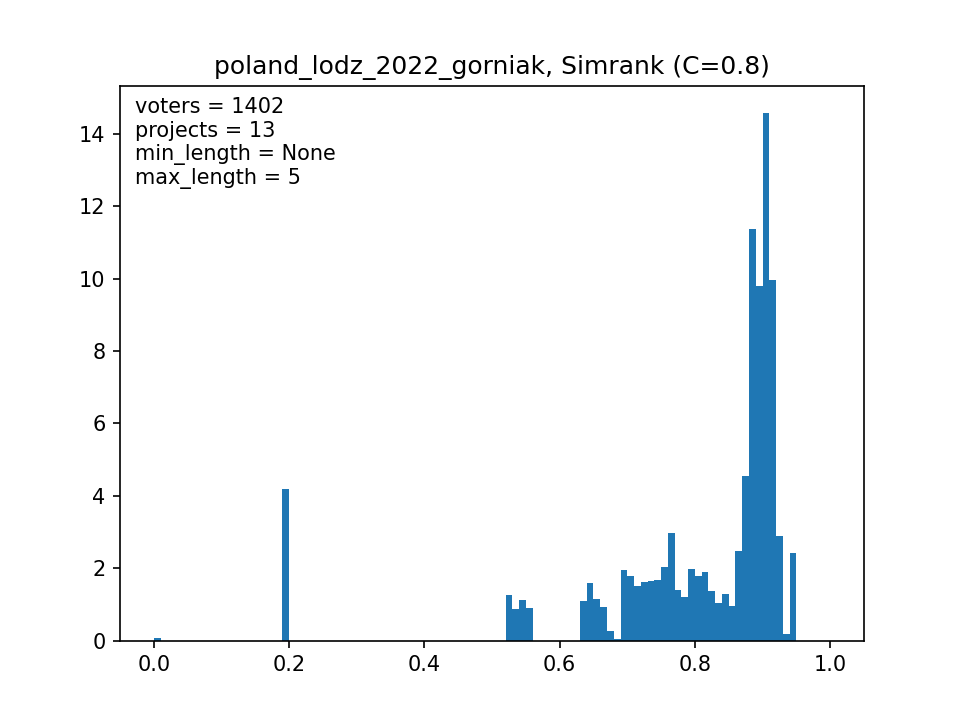 poland_lodz_2022_gorniak, Simrank (C=0.8)
voters = 1402
projects = 13
min_length = None
max_length = 5
14
12
10
8
6
4
2
0
0.0 0.2 0.4 0.6 0.8 1.0